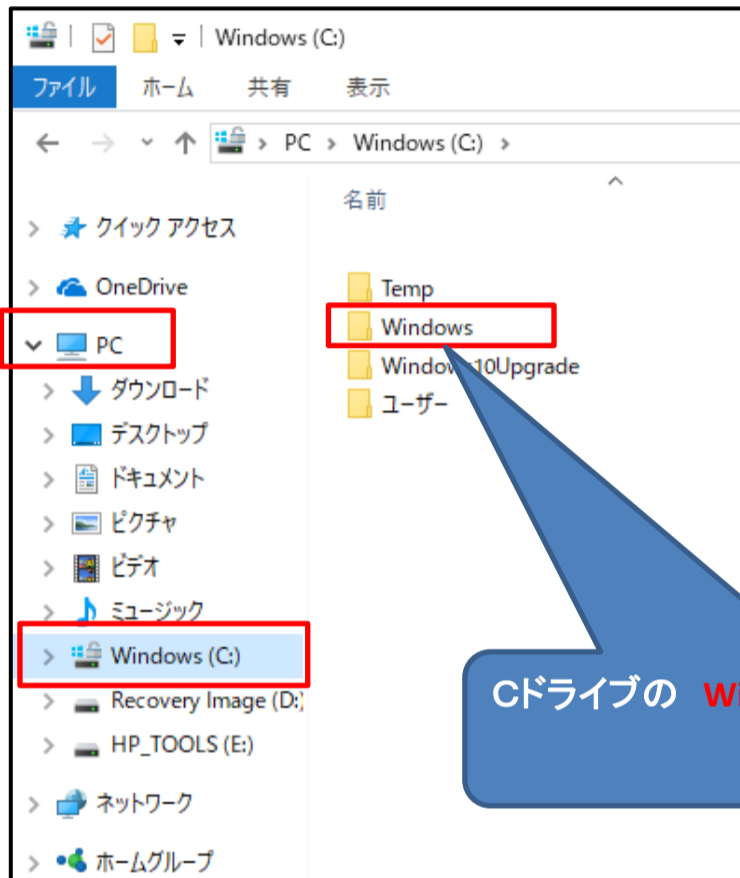 Windows (C:)
ファイル ホーム 共有 表示
PC Windows (C:)
名前
クイック アクセス
OneDrive
PC
ダウンロード
デスクトップ
ドキュメント
ピクチャ
ビデオ
ミュージック
Windows (C:)
Recovery Image (D:)
HP_TOOLS (E:)
ネットワーク
ホームグループ
Temp
Windows
Windows10Upgrade
ユーザー
Cドライブの